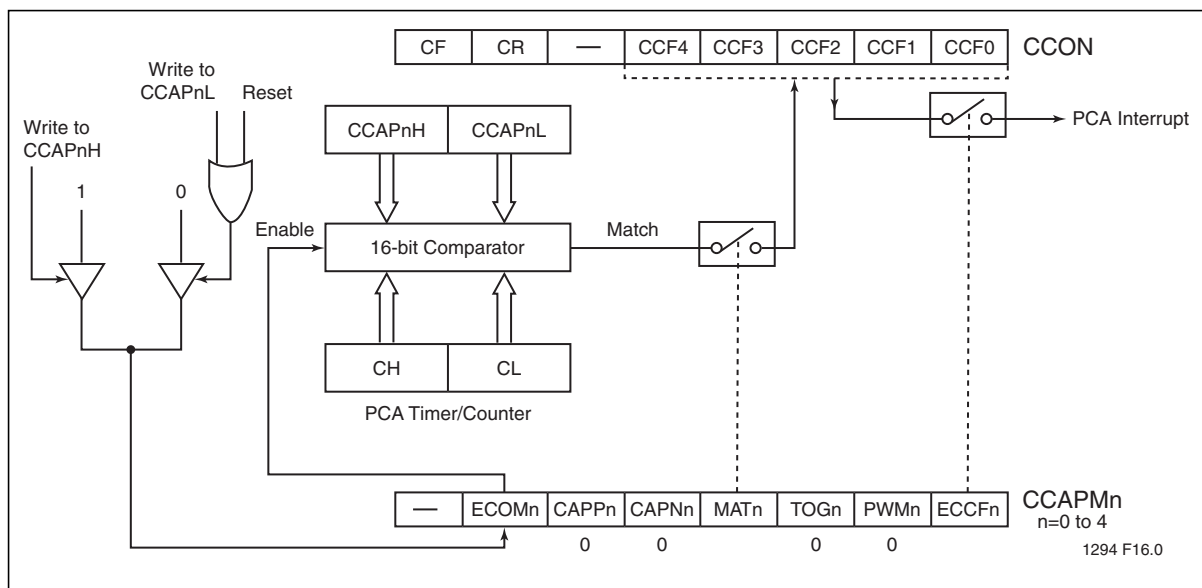 CF CR — CCF4 CCF3 CCF2 CCF1 CCF0 CCON
Write to
CCAPnL
Reset
Write to
CCAPnH
1
0
CCAPnH CCAPnL
PCA Interrupt
Enable
16-bit Comparator
Match
CH CL
PCA Timer/Counter
— ECOMn CAPPn CAPNn MATn TOGn PWMn ECCFn
CCAPMn
n=0 to 4
0 0 0 0
1294 F16.0